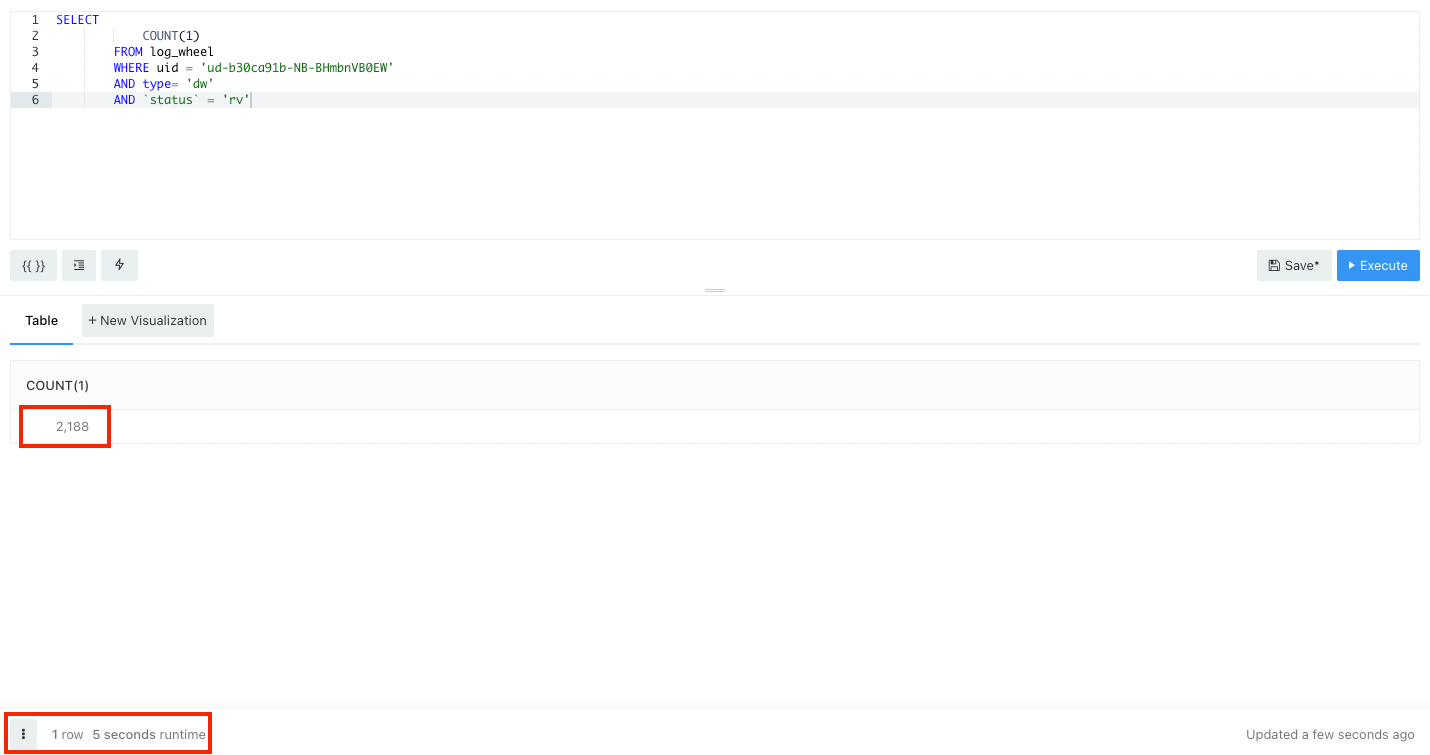 1 SELECT
2 COUNT(1)
3 FROM log_wheel
4 WHERE uid = 'ud-b30ca91b-NB-BHmbnVB0EW'
5 AND type= 'dw'
6 AND `status` = 'rv'
{{ }} Save* Execute
Table + New Visualization
COUNT(1)
2,188
1 row 5 seconds runtime Updated a few seconds ago